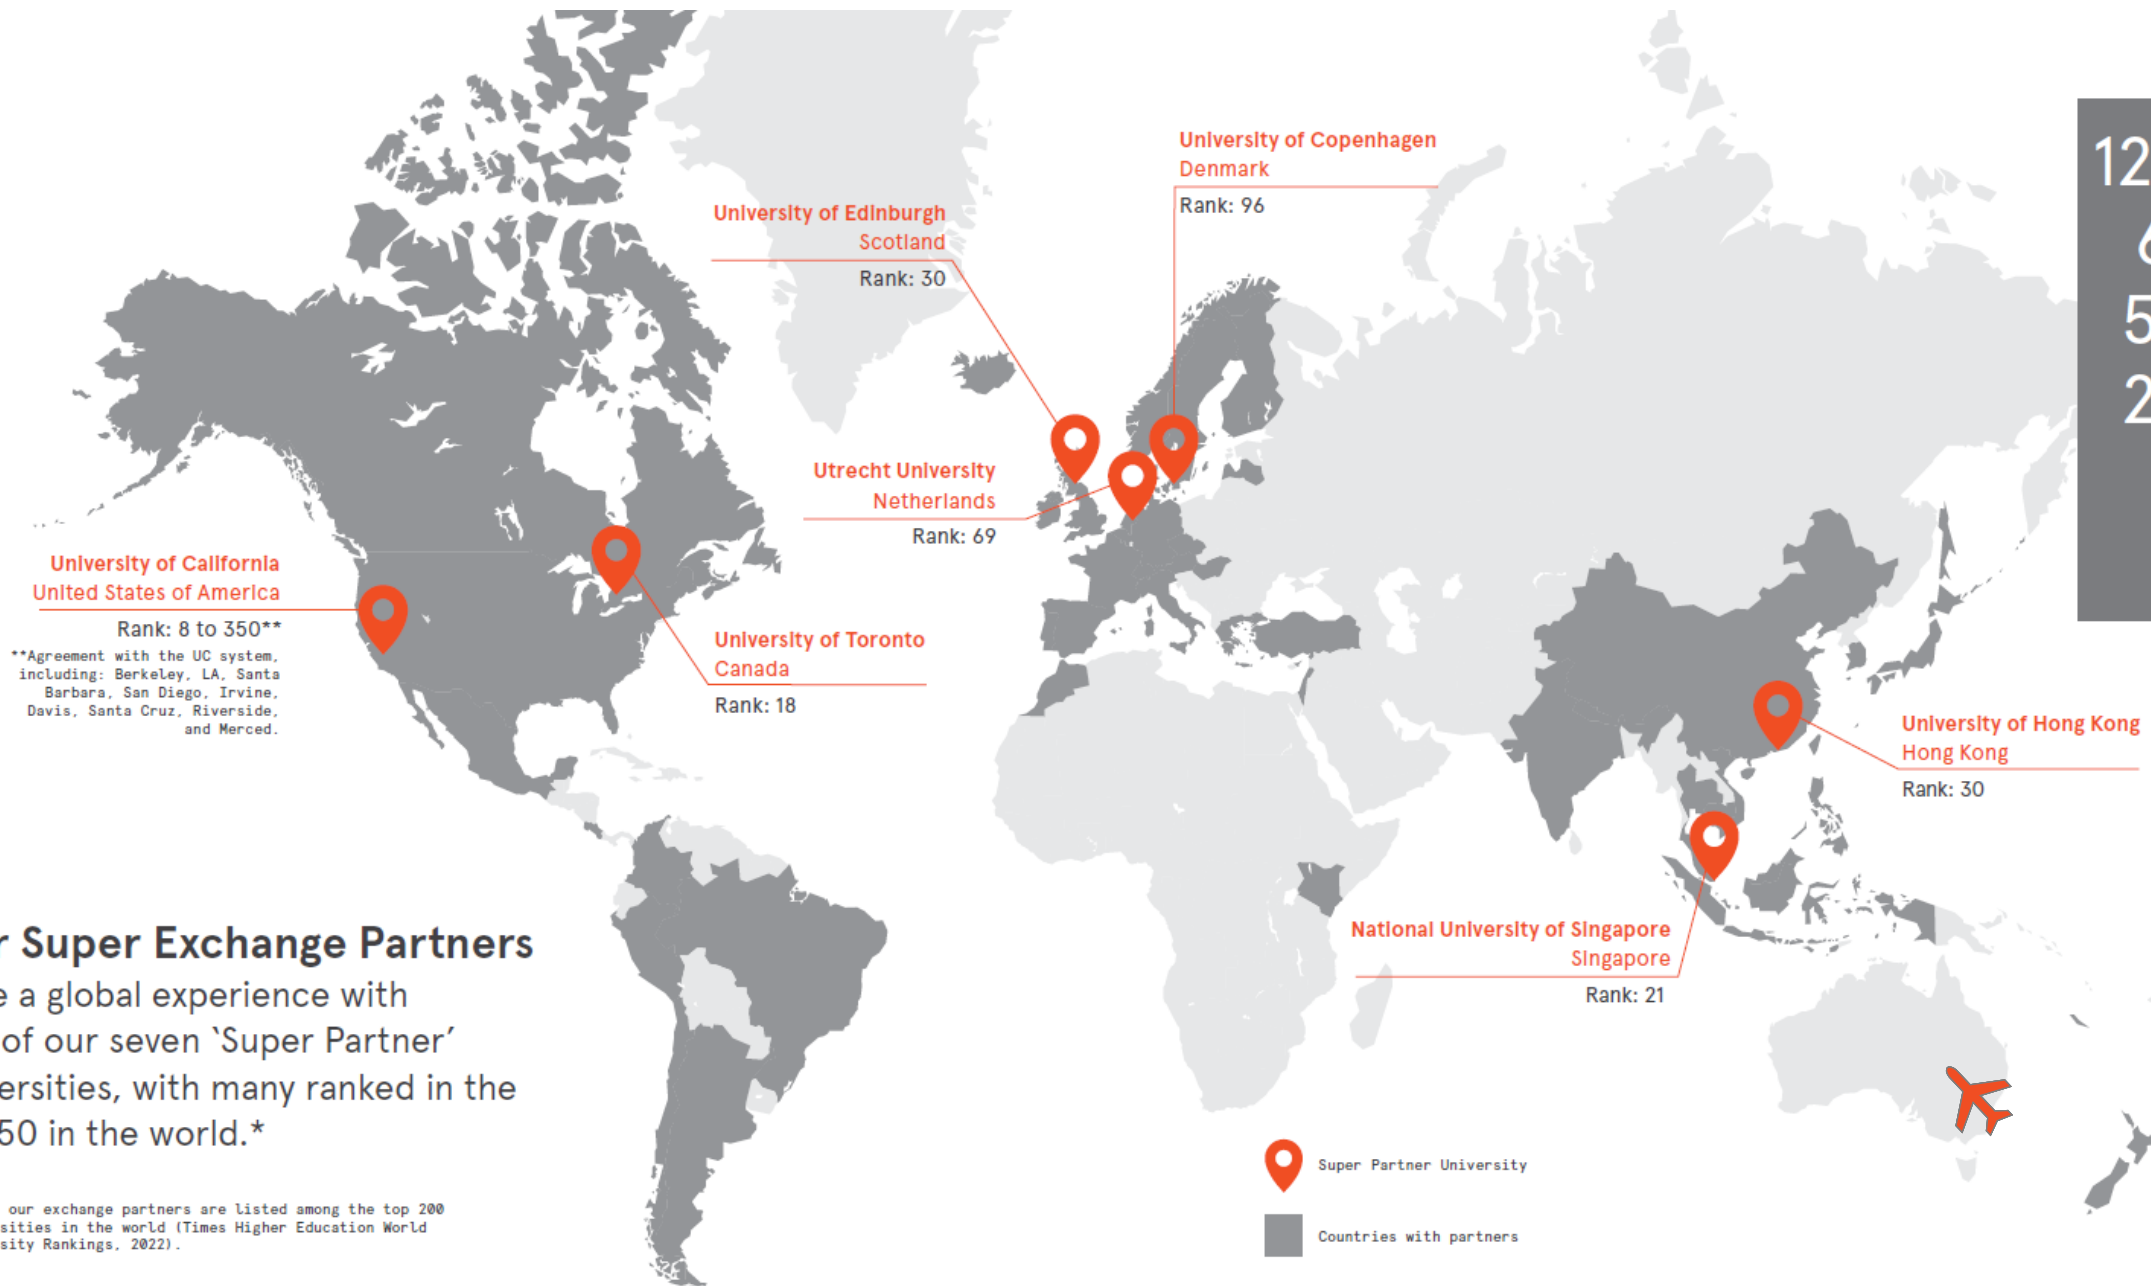 University of Copenhagen
Denmark
Rank: 96
University of Edinburgh
Scotland
Rank: 30
Utrecht University
Netherlands
Rank: 69
University of California
United States of America
Rank: 8 to 350**
**Agreement with the UC system,
including: Berkeley, LA, Santa
Barbara, San Diego, Irvine,
Davis, Santa Cruz, Riverside,
and Merced.
University of Toronto
Canada
Rank: 18
University of Hong Kong
Hong Kong
Rank: 30
National University of Singapore
Singapore
Rank: 21
12
5
2
Super Exchange Partners
a global experience with
of our seven ‘Super Partner’
ersities, with many ranked in the
50 in the world.*
our exchange partners are listed among the top 200
sities in the world (Times Higher Education World
sity Rankings, 2022).
Super Partner University
Countries with partners